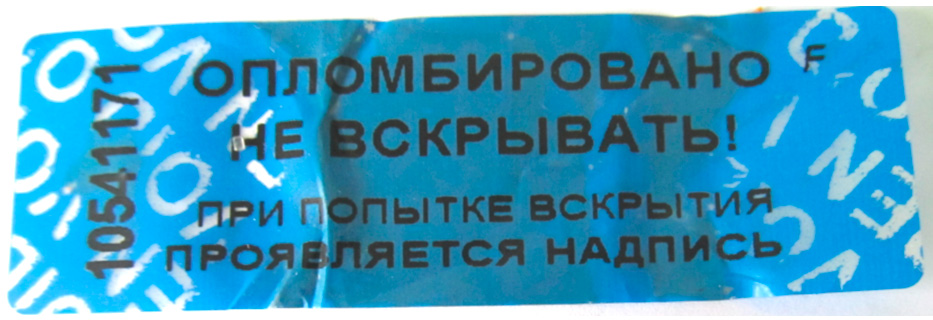 10541171
ОПЛОМБИРОВАНО F
НЕ ВСКРЫВАТЬ!
ПРИ ПОПЫТКЕ ВСКРЫТИЯ
ПРОЯВЛЯЕТСЯ НАДПИСЬ